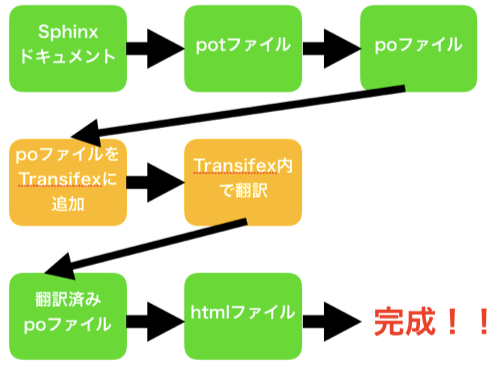 Sphinx
ドキュメント
potファイル
poファイル
poファイルを
Transifexに
追加
Transifex内
で翻訳
翻訳済み
poファイル
htmlファイル
完成！！